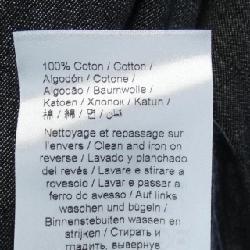 100% Coton / Cotton /
Algodón / Cotone /
Algodão / Baumwolle /
Katoen / Хлопок / Katun /
棉 / 綿 / 면 / قطن /
Nettoyage et repassage sur
l'envers / Clean and iron on
reverse / Lavado y planchado
del revés / Lavare e stirare a
rovescio / Lavar e passar a
ferro do avesso / Auf links
waschen und bügeln /
Binnenstebuiten wassen en
strijken / Стирать и
гладить, вывернув